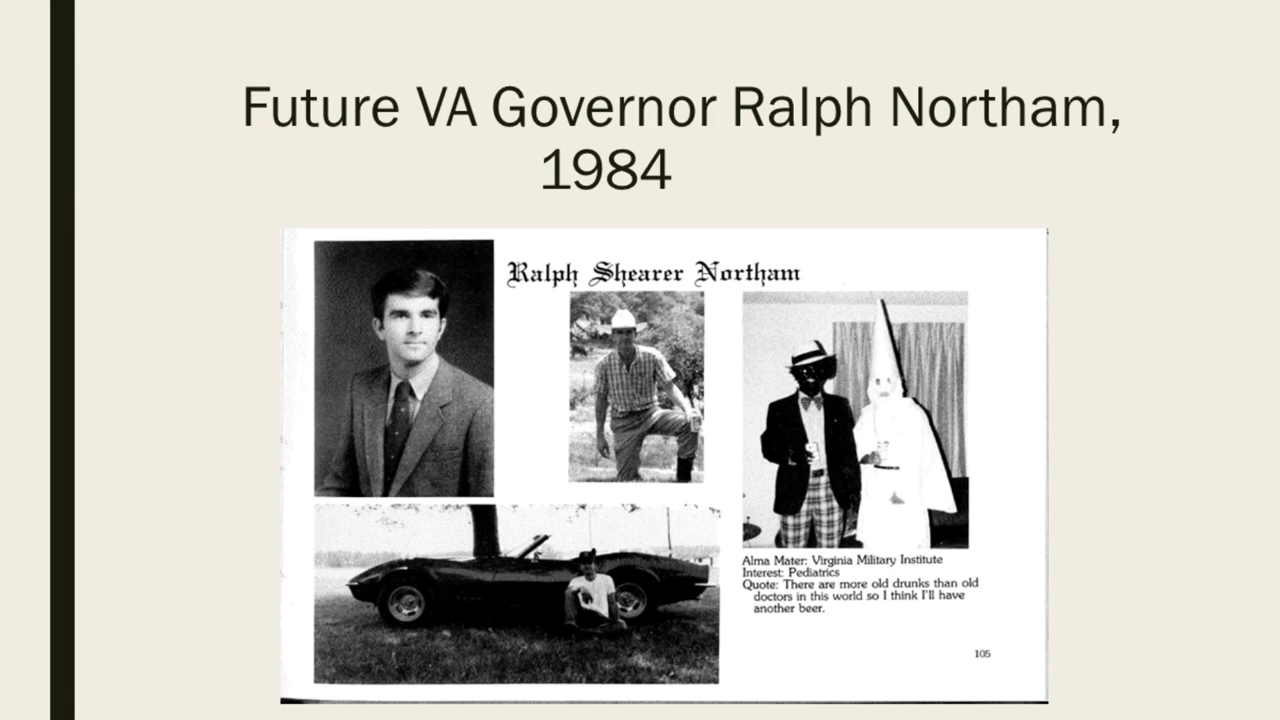 Future VA Governor Ralph Northam,
1984
Ralph Shearer Northam
Alma Mater: Virginia Military Institute
Interest: Pediatrics
Quote: There are more old drunks than old
doctors in this world so I think I'll have
another beer.
105